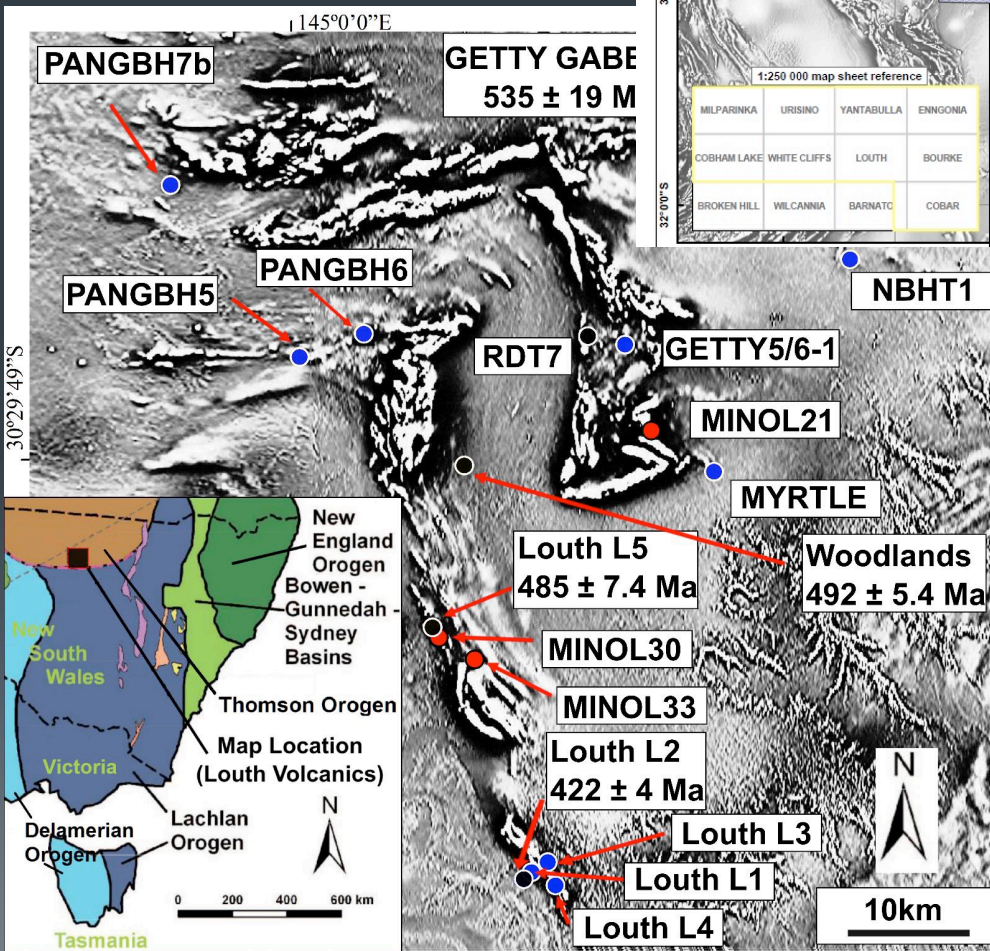 145°0'0"E
PANGBH7b
GETTY GABE
535 ± 19 M
1:250 000 map sheet reference
MILPARINKA URISINO YANTABULLA ENNGONIA
COBHAM LAKE WHITE CLIFFS LOUTH BOURKE
BROKEN HILL WILCANNIA BARNATO COBAR
32°0'0"S
PANGBH6
PANGBH5
NBHT1
RDT7
GETTY5/6-1
30°29'49"S
MINOL21
MYRTLE
Louth L5
485 ± 7.4 Ma
Woodlands
492 ± 5.4 Ma
MINOL30
MINOL33
Louth L2
422 ± 4 Ma
Louth L3
Louth L1
Louth L4
N
10km
New
England
Orogen
Bowen -
Gunnedah -
Sydney
Basins
New
South
Wales
Thomson Orogen
Map Location
(Louth Volcanics)
Victoria
Lachlan
Orogen
Delamerian
Orogen
N
0 200 400 600 km
Tasmania